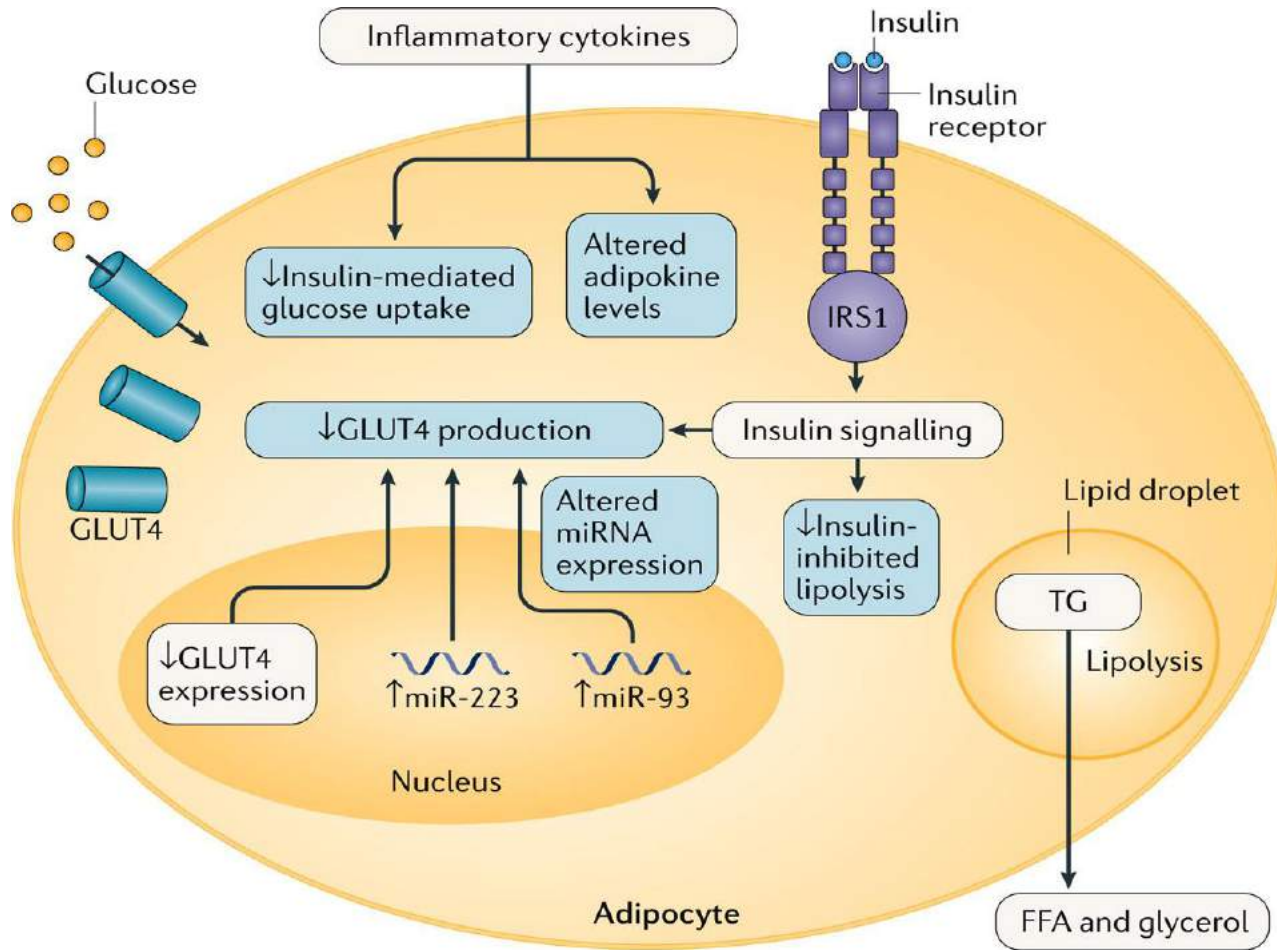 Inflammatory cytokines
Insulin
Glucose
Insulin
receptor
↓Insulin-mediated
glucose uptake
Altered
adipokine
levels
IRS1
↓GLUT4 production
Insulin signalling
GLUT4
Altered
miRNA
expression
↓Insulin-
inhibited
lipolysis
Lipid droplet
TG
Lipolysis
↓GLUT4
expression
↑miR-223
↑miR-93
Nucleus
Adipocyte
FFA and glycerol